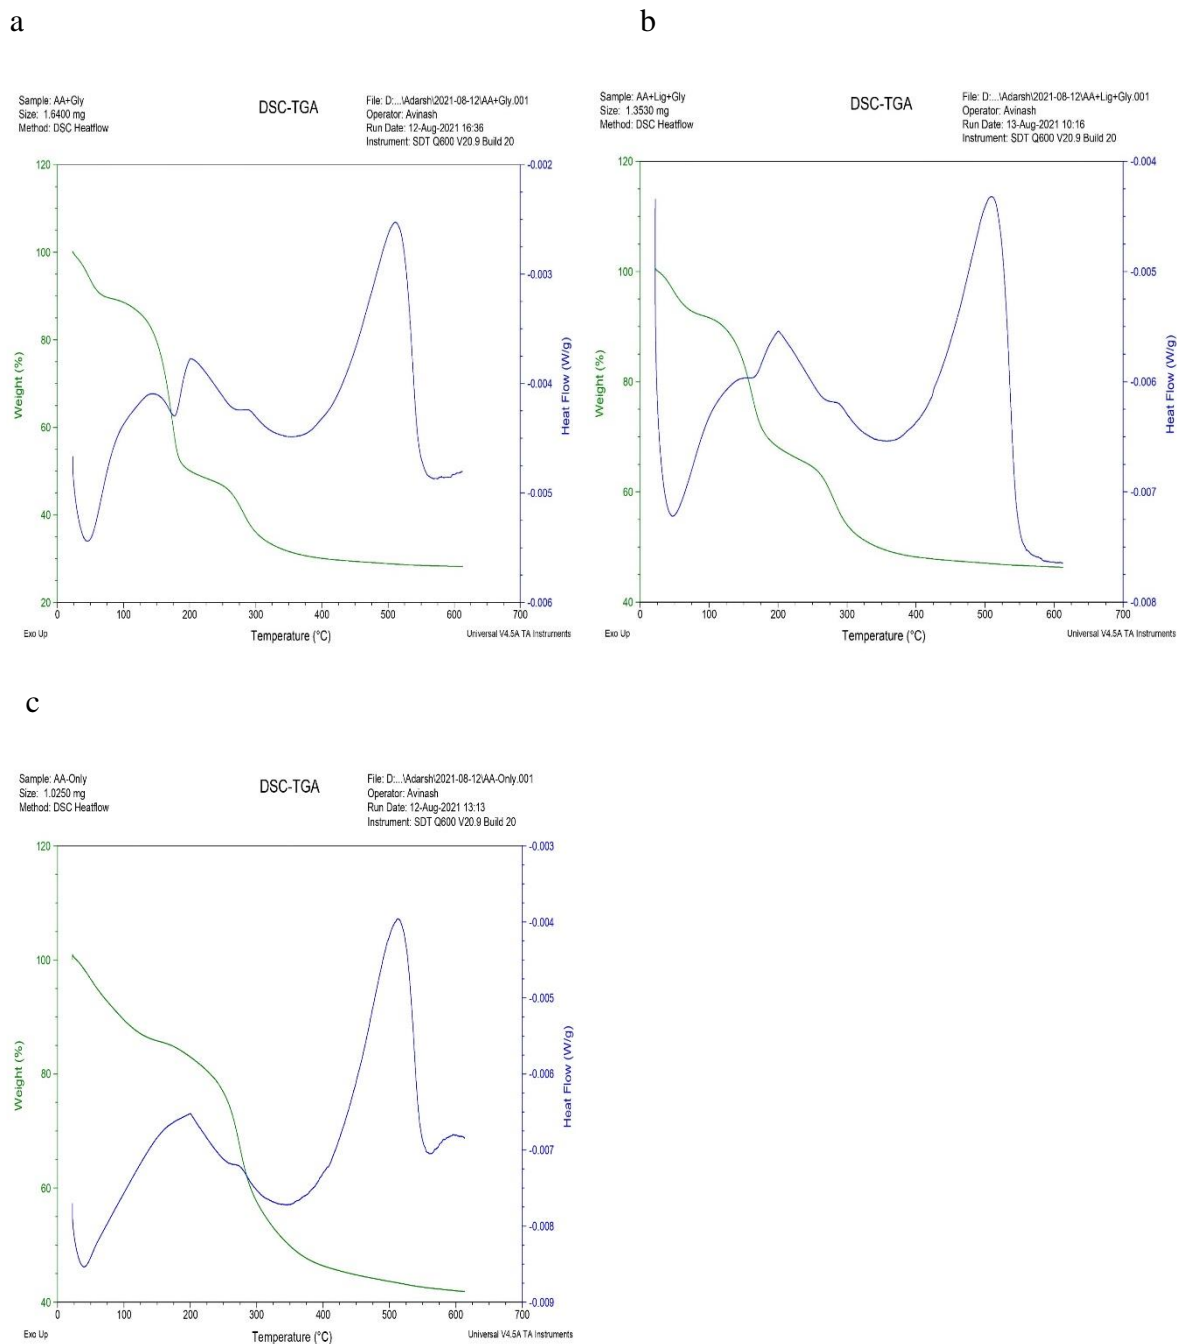 a
Sample: AA+Gly
Size: 1.6400 mg
Method: DSC Heatflow
DSC-TGA
File: D:...\Adarsh\2021-08-12\AA+Gly.001
Operator: Avinash
Run Date: 12-Aug-2021 16:36
Instrument: SDT Q600 V20.9 Build 20
120
100
80
60
40
20
Weight (%)
-0.002
-0.003
-0.004
-0.005
-0.006
Heat Flow (W/g)
0 100 200 300 400 500 600 700
Exo Up
Temperature (°C)
Universal V4.5A TA Instruments
b
Sample: AA+Lig+Gly
Size: 1.3530 mg
Method: DSC Heatflow
DSC-TGA
File: D:...\Adarsh\2021-08-12\AA+Lig+Gly.001
Operator: Avinash
Run Date: 13-Aug-2021 10:16
Instrument: SDT Q600 V20.9 Build 20
120
100
80
60
40
Weight (%)
-0.004
-0.005
-0.006
-0.007
-0.008
Heat Flow (W/g)
0 100 200 300 400 500 600 700
Exo Up
Temperature (°C)
Universal V4.5A TA Instruments
c
Sample: AA-Only
Size: 1.0250 mg
Method: DSC Heatflow
DSC-TGA
File: D:...\Adarsh\2021-08-12\AA-Only.001
Operator: Avinash
Run Date: 12-Aug-2021 13:13
Instrument: SDT Q600 V20.9 Build 20
120
100
80
60
40
Weight (%)
-0.003
-0.004
-0.005
-0.006
-0.007
-0.008
-0.009
Heat Flow (W/g)
0 100 200 300 400 500 600 700
Exo Up
Temperature (°C)
Universal V4.5A TA Instruments